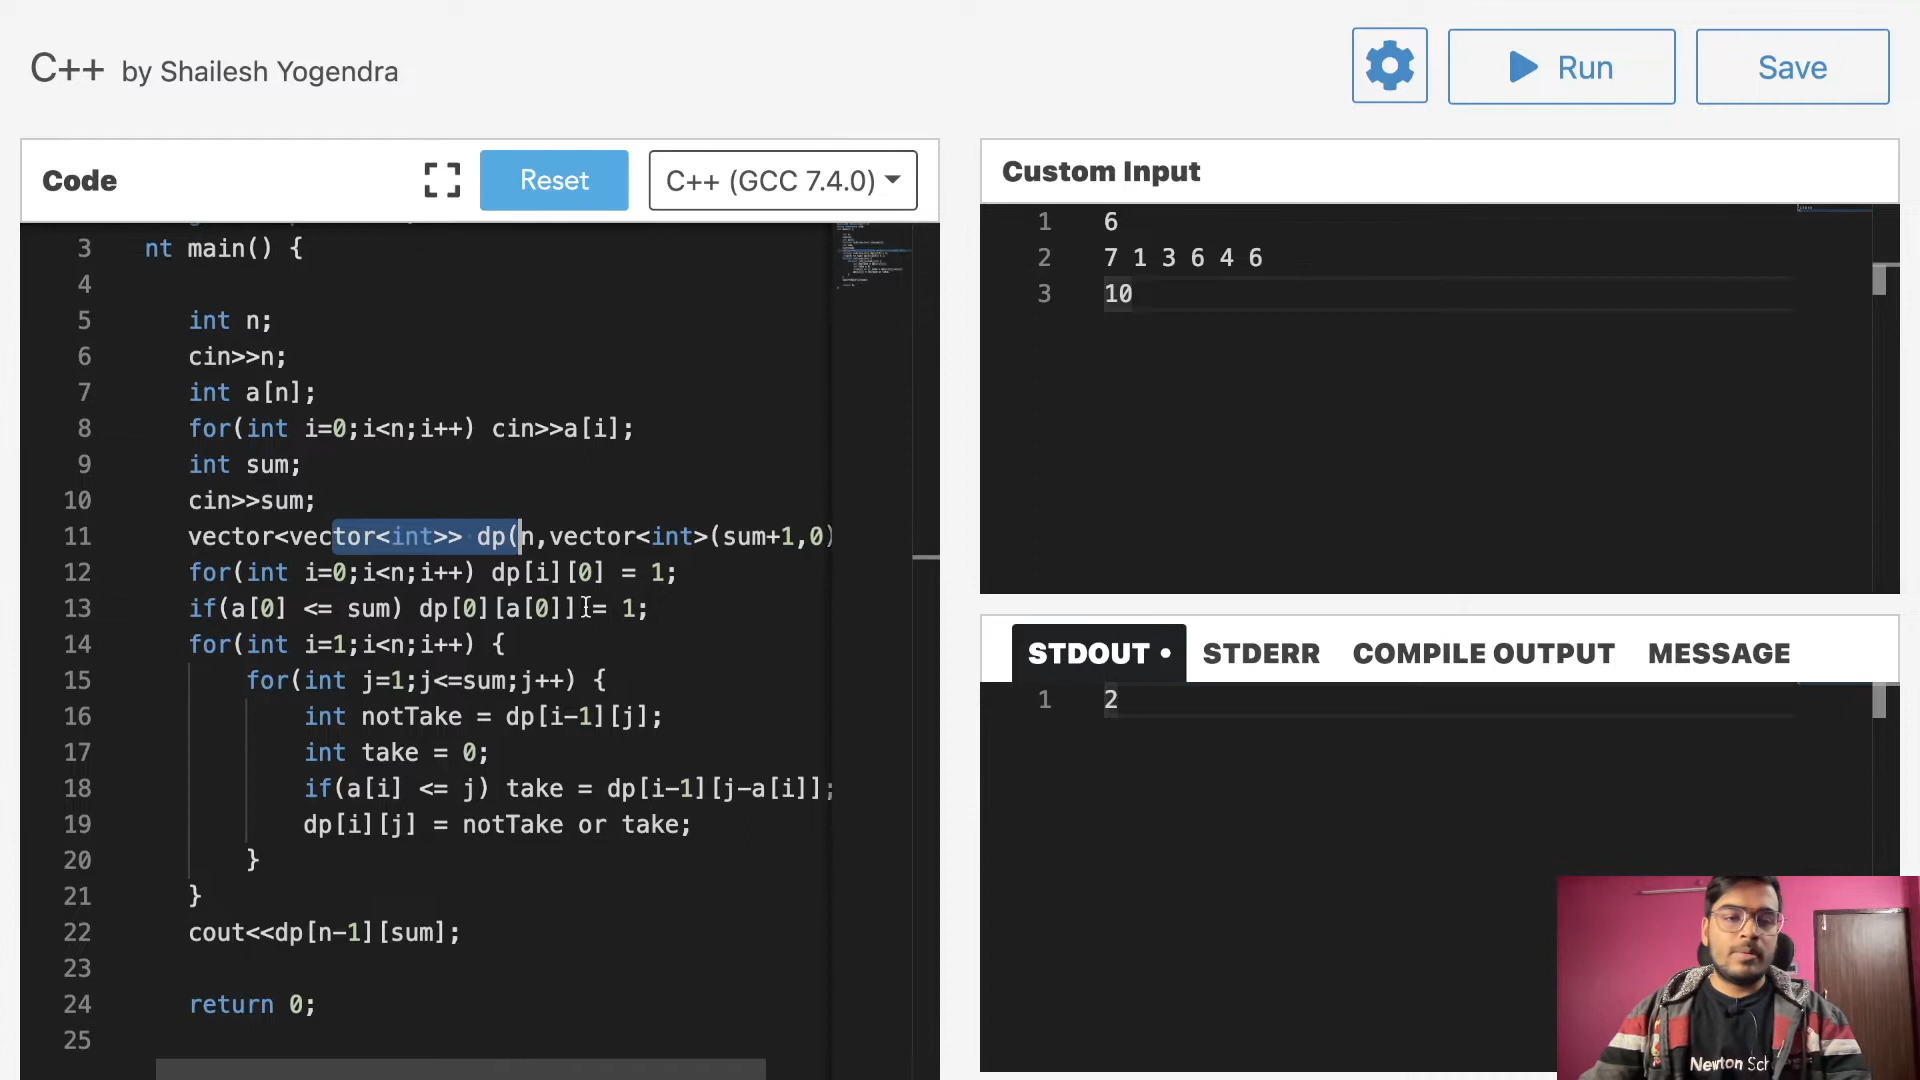 C++ by Shailesh Yogendra
Run
Save
Code
Reset
C++ (GCC 7.4.0)
3 nt main() {
4
5 int n;
6 cin>>n;
7 int a[n];
8 for(int i=0;i<n;i++) cin>>a[i];
9 int sum;
10 cin>>sum;
11 vector<vector<int>> dp(n,vector<int>(sum+1,0)
12 for(int i=0;i<n;i++) dp[i][0] = 1;
13 if(a[0] <= sum) dp[0][a[0]] = 1;
14 for(int i=1;i<n;i++) {
15 for(int j=1;j<=sum;j++) {
16 int notTake = dp[i-1][j];
17 int take = 0;
18 if(a[i] <= j) take = dp[i-1][j-a[i]];
19 dp[i][j] = notTake or take;
20 }
21 }
22 cout<<dp[n-1][sum];
23
24 return 0;
25
Custom Input
1 6
2 7 1 3 6 4 6
3 10
STDOUT • STDERR COMPILE OUTPUT MESSAGE
1 2
Newton Sch